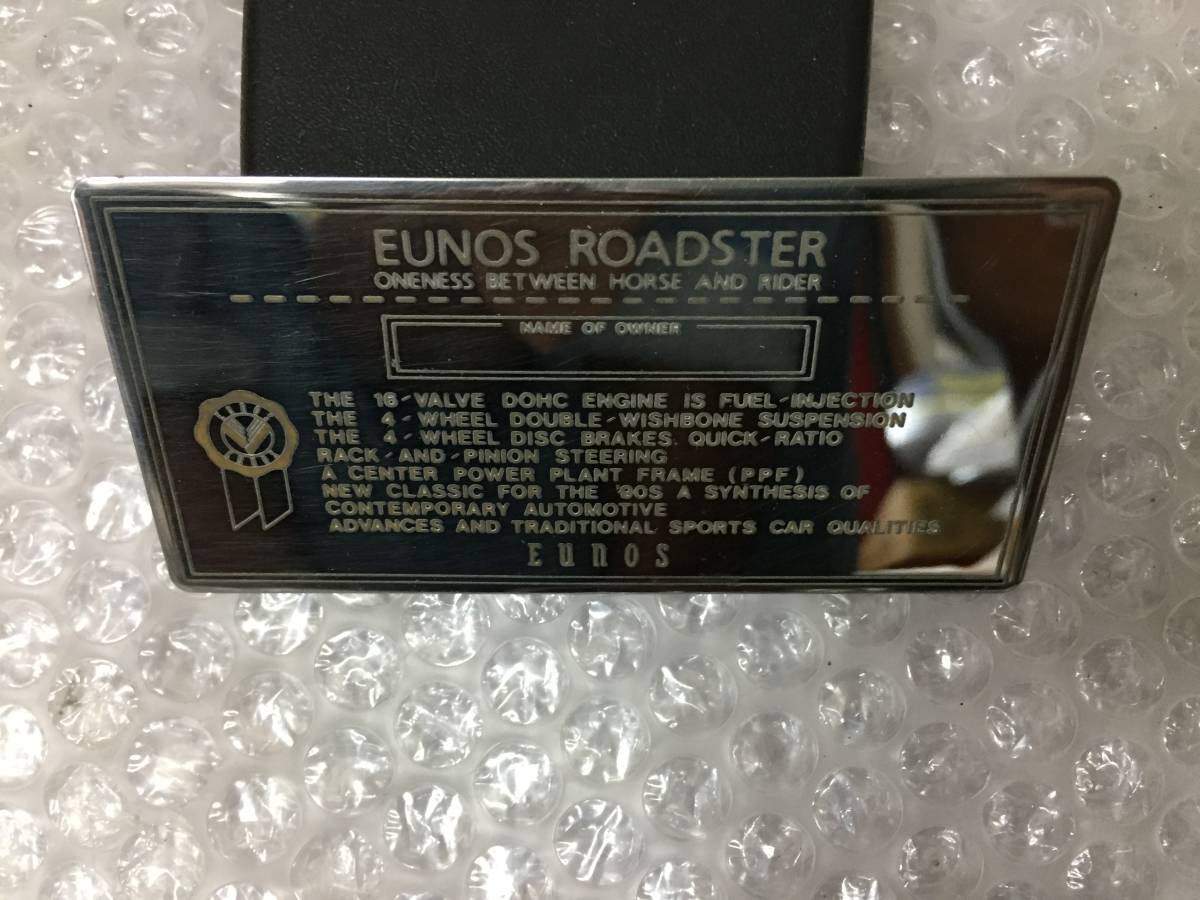 EUNOS ROADSTER
ONENESS BETWEEN HORSE AND RIDER
NAME OF OWNER
THE 16-VALVE DOHC ENGINE IS FUEL-INJECTION
THE 4-WHEEL DOUBLE-WISHBONE SUSPENSION
THE 4-WHEEL DISC BRAKES. QUICK-RATIO
RACK-AND-PINION STEERING
A CENTER POWER PLANT FRAME (PPF)
NEW CLASSIC FOR THE '90S A SYNTHESIS OF
CONTEMPORARY AUTOMOTIVE
ADVANCES AND TRADITIONAL SPORTS CAR QUALITIES
EUNOS